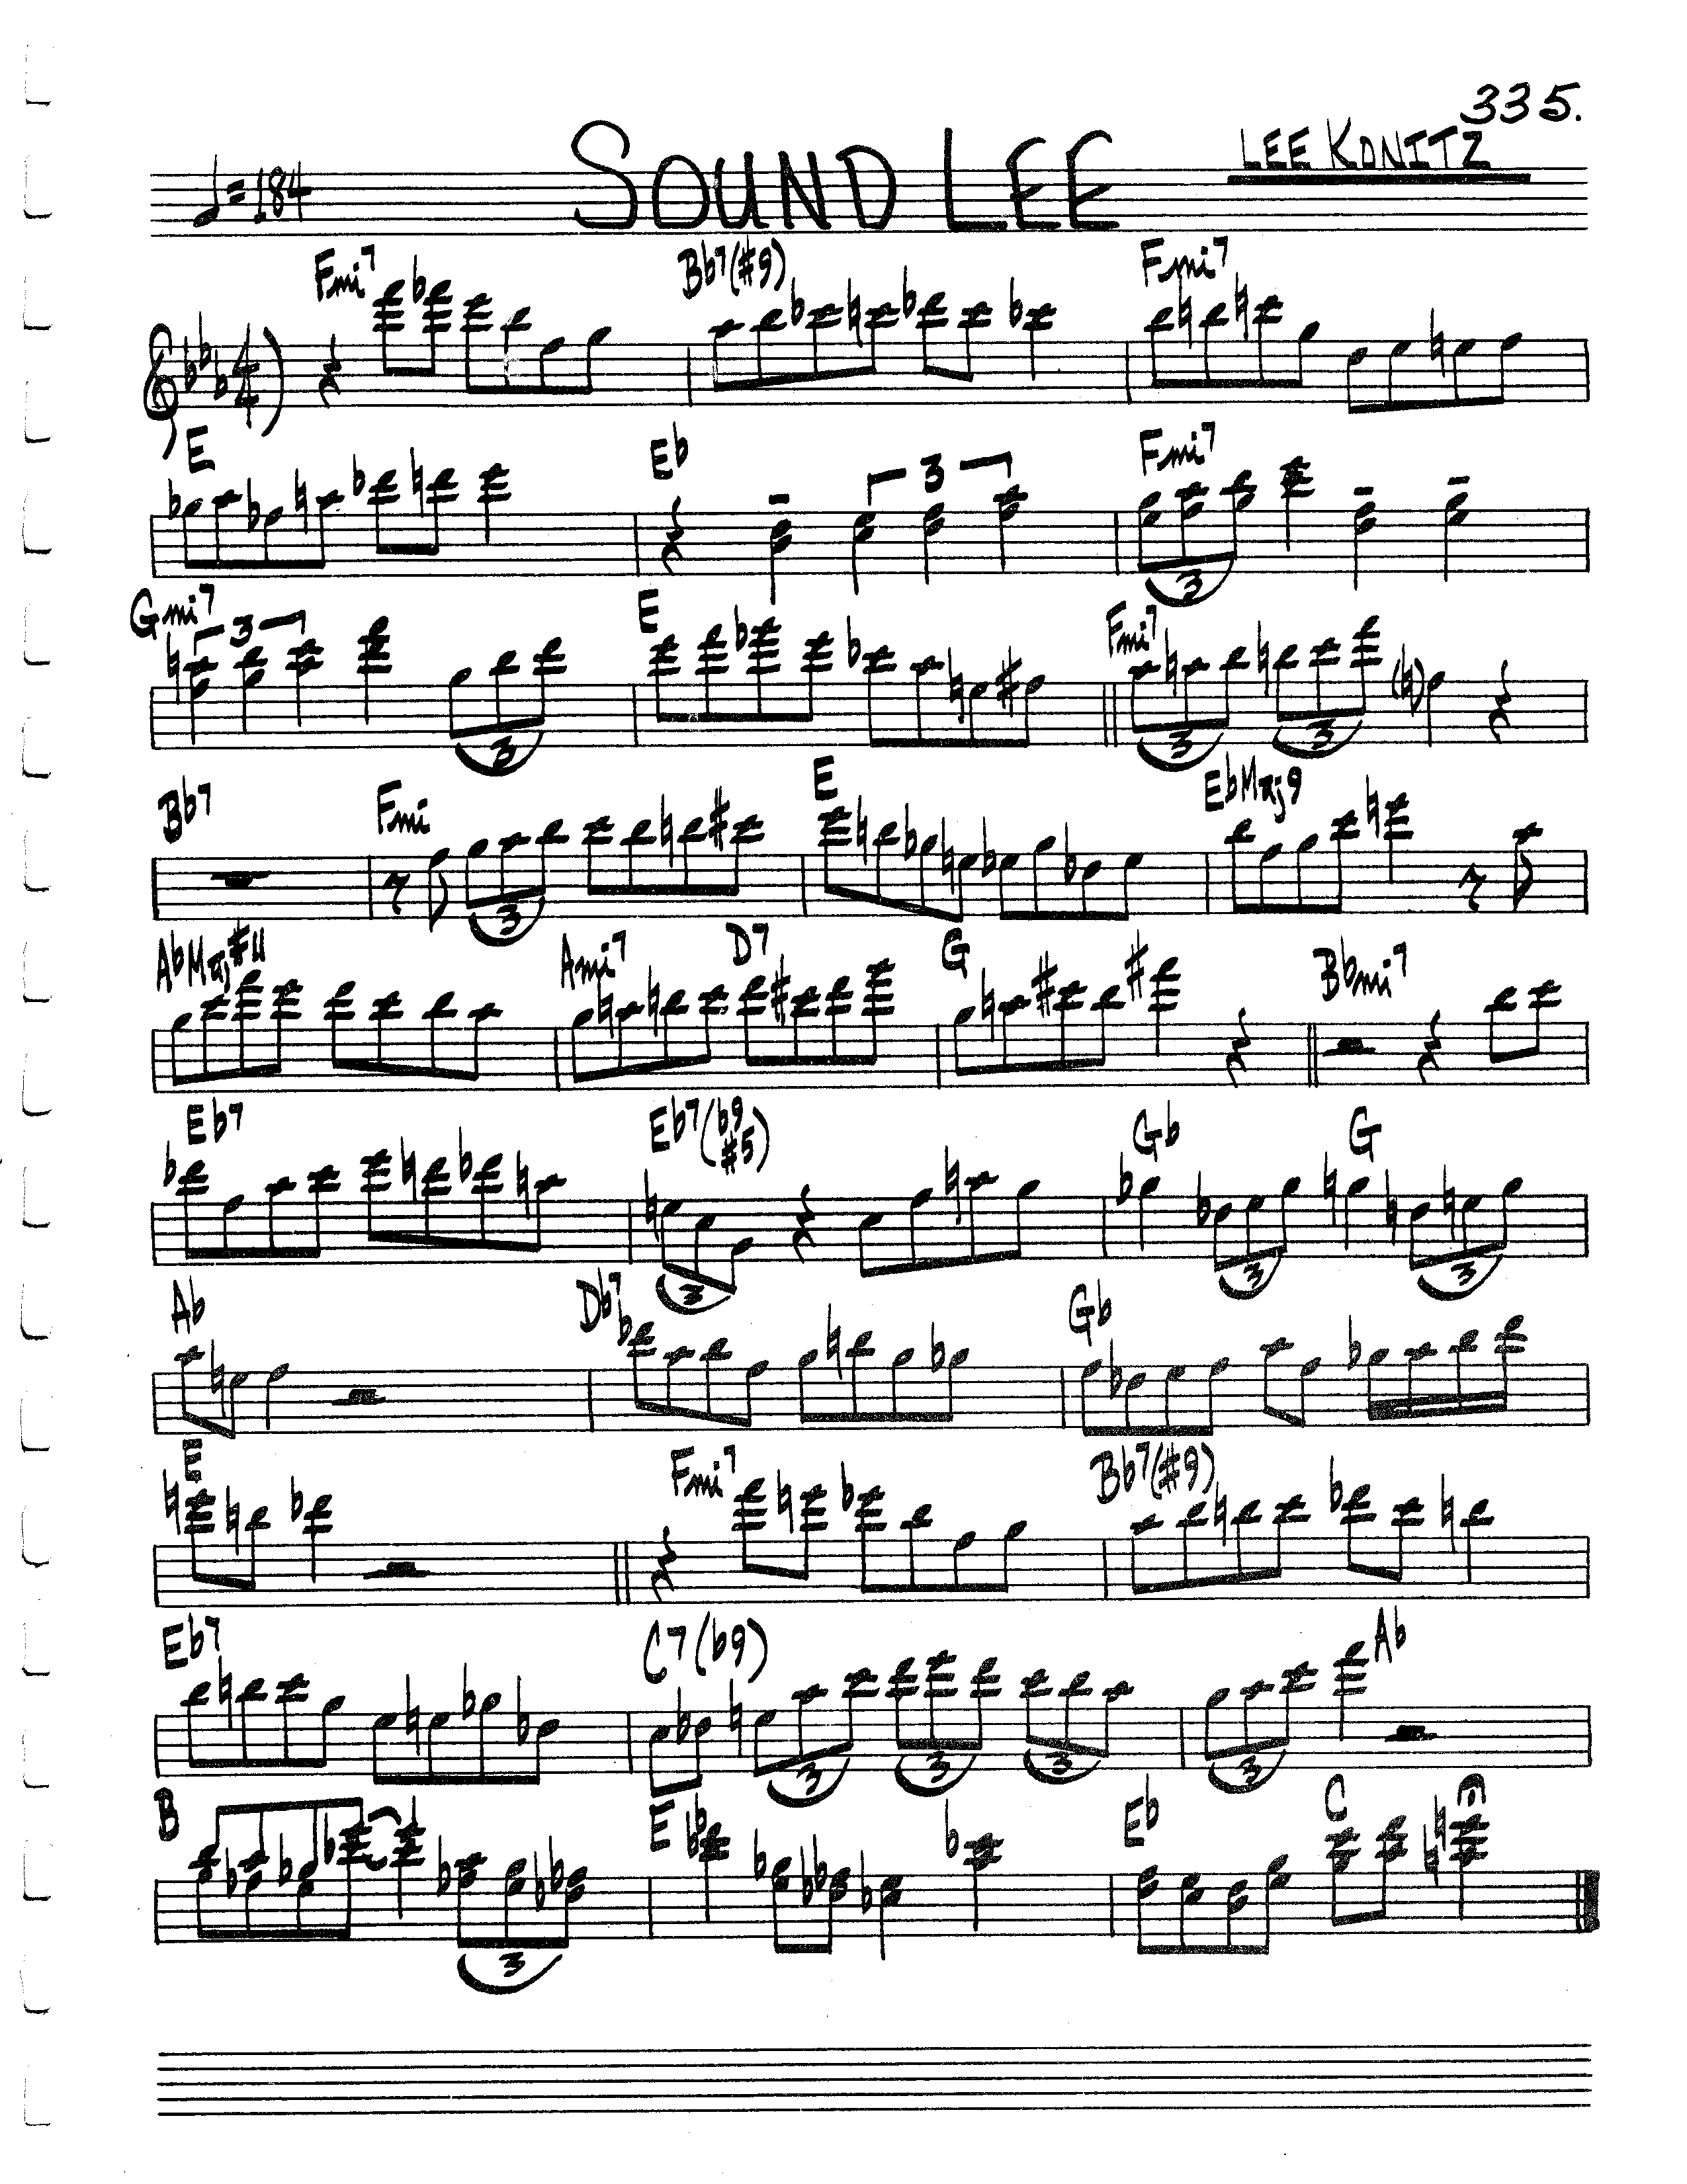 335.
♩=184 SOUND LEE LEE KONITZ
Fmi7 Bb7(#9) Fmi7
4/4
E Eb 3 Fmi7
3
Gmi7 3 E Fmi7
3 3 3
Bb7 Fmi E EbMaj9
3
AbMaj#11 Ami7 D7 G Bbmi7
Eb7 Eb7(b9 #5) Gb G
3 3 3
Ab Db7 Gb
E Fmi7 Bb7(#9)
Eb7 C7(b9) Ab
3 3 3 3
B E Eb C
3